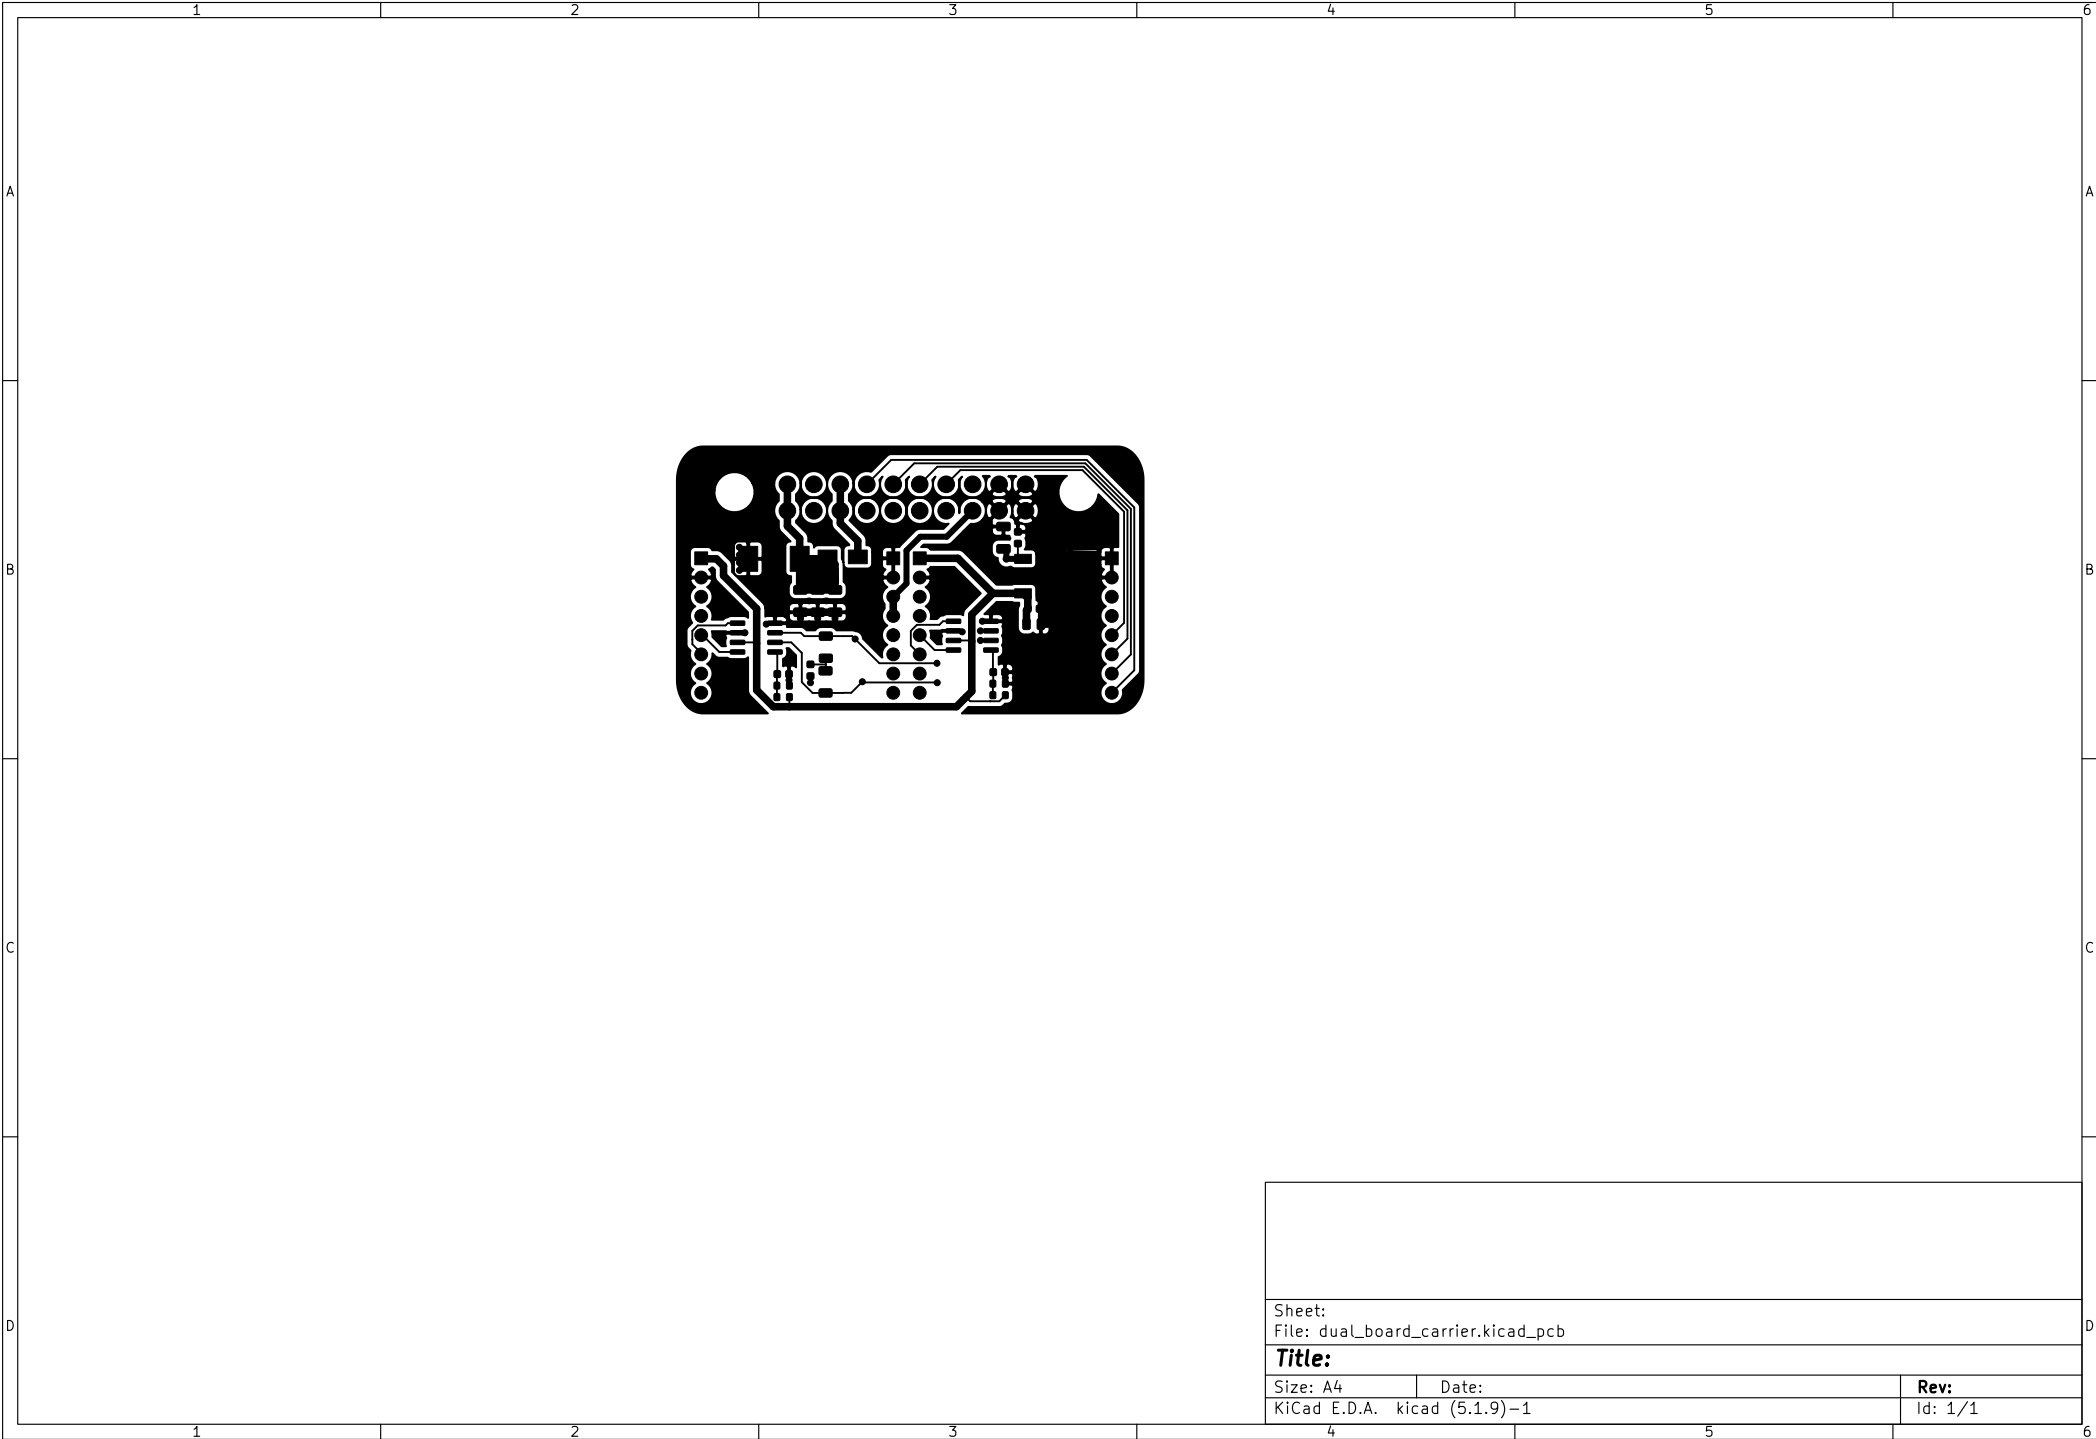 1 2 3 4 5 6
A A
B B
C C
Sheet:
File: dual_board_carrier.kicad_pcb
D D
Title:
Size: A4 Date: Rev:
KiCad E.D.A. kicad (5.1.9)-1 Id: 1/1
1 2 3 4 5 6